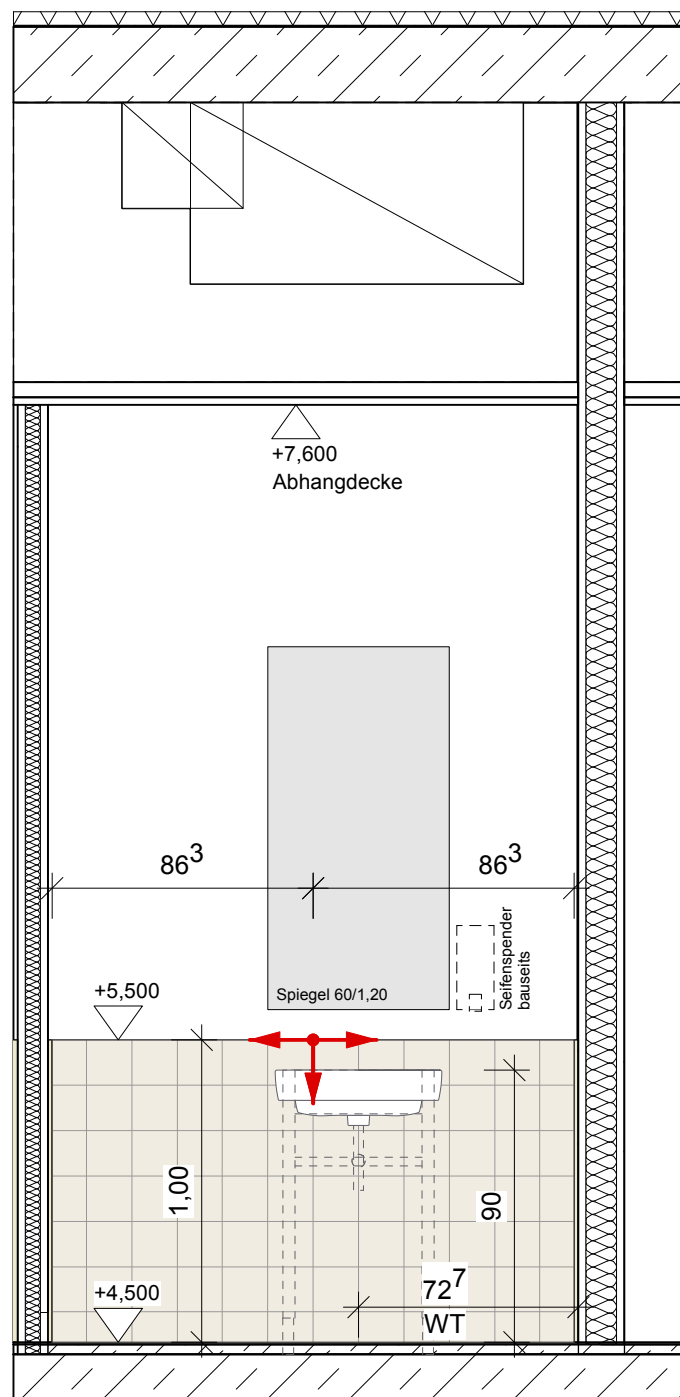 +7,600
Abhangdecke
86³
86³
Seifenspender
bauseits
Spiegel 60/1,20
+5,500
1,00
90
+4,500
72⁷
WT